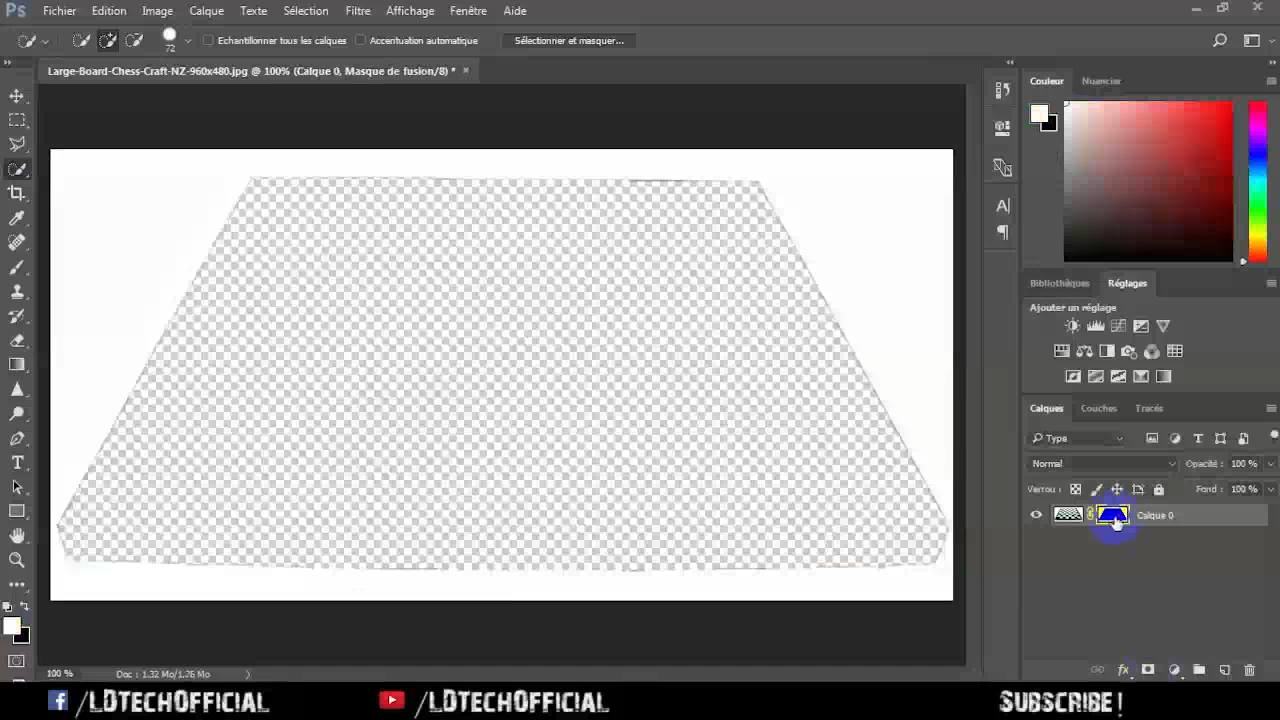 Ps Fichier Edition Image Calque Texte Sélection Filtre Affichage Fenêtre Aide
72 Echantillonner tous les calques Accentuation automatique Sélectionner et masquer...
Large-Board-Chess-Craft-NZ-960x480.jpg @ 100% (Calque 0, Masque de fusion/8) * ×
Couleur Nuancier
Bibliothèques Réglages
Ajouter un réglage
Calques Couches Tracés
Type
Normal Opacité : 100 %
Verrou : Fond : 100 %
Calque 0
fx
100 % Doc : 1.32 Mo/1.76 Mo
/LDtechOfficial /LDtechOfficial Subscribe !